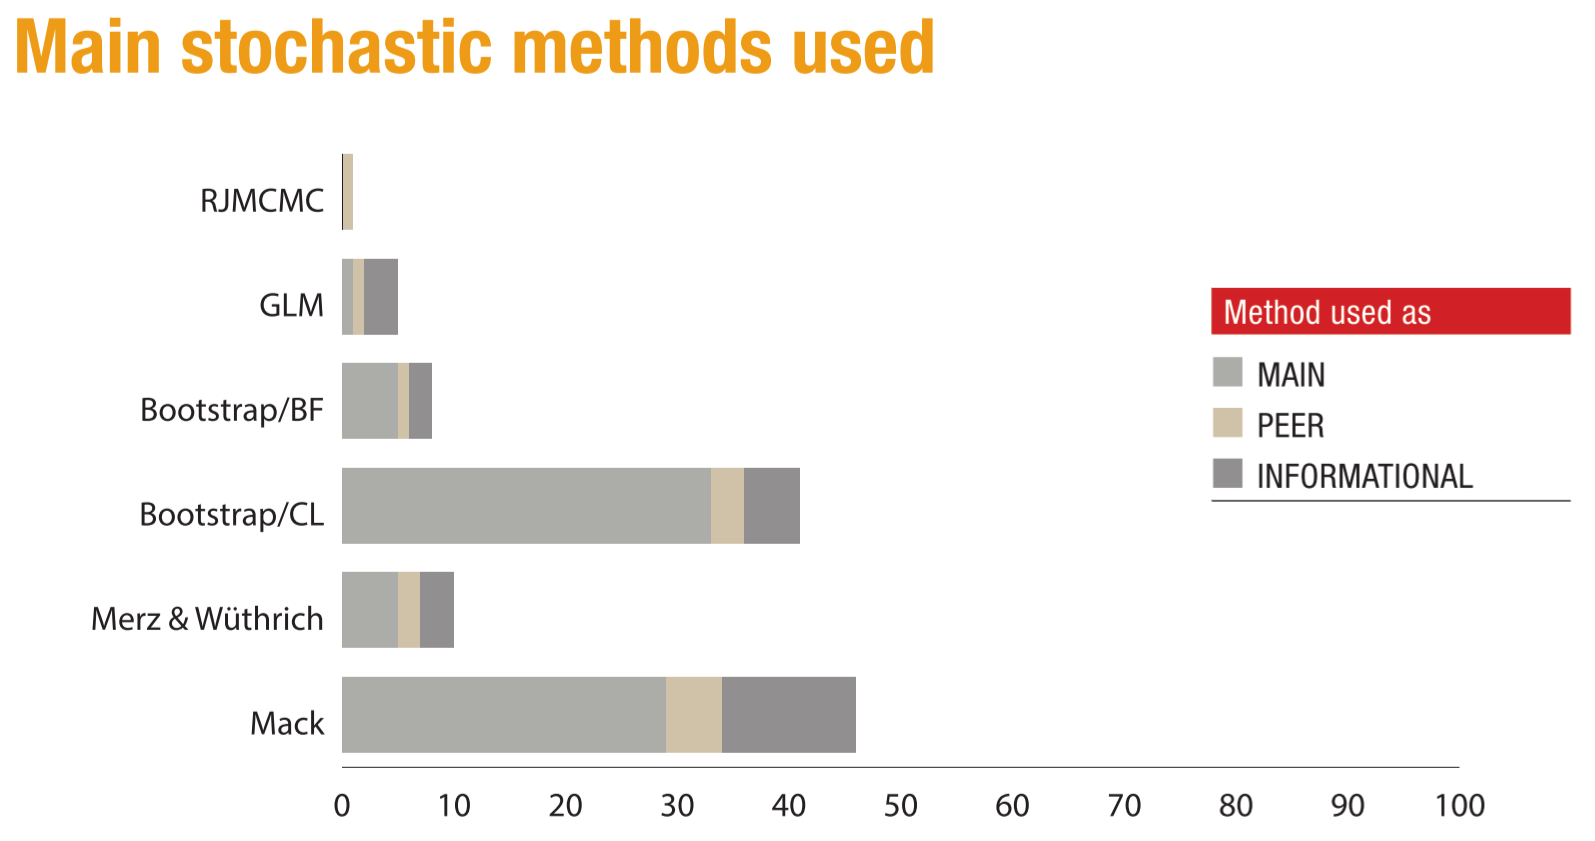 Main stochastic methods used
RJMCMC
GLM
Bootstrap/BF
Bootstrap/CL
Merz & Wüthrich
Mack
0 10 20 30 40 50 60 70 80 90 100
Method used as
MAIN
PEER
INFORMATIONAL